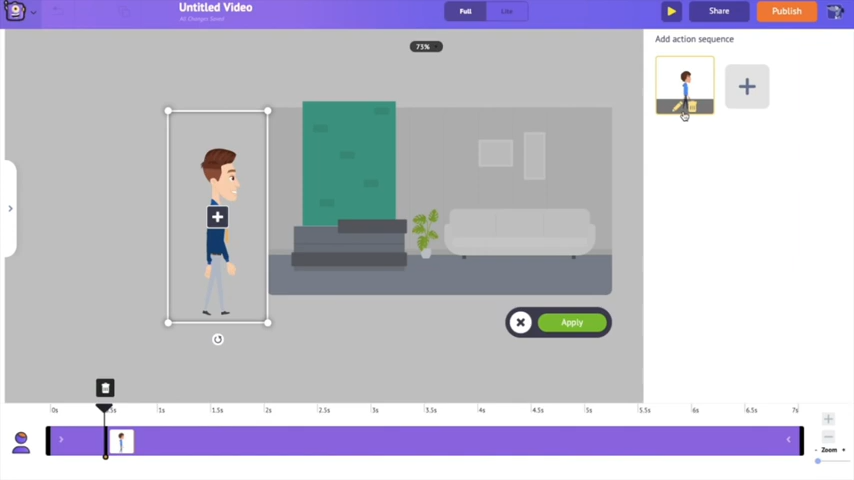 Untitled Video
All Changes Saved
Full
Lite
Share
Publish
73%
Add action sequence
Apply
0s
1s
1.5s
2s
2.5s
3s
3.5s
4s
4.5s
5s
5.5s
6s
6.5s
7s
- Zoom +